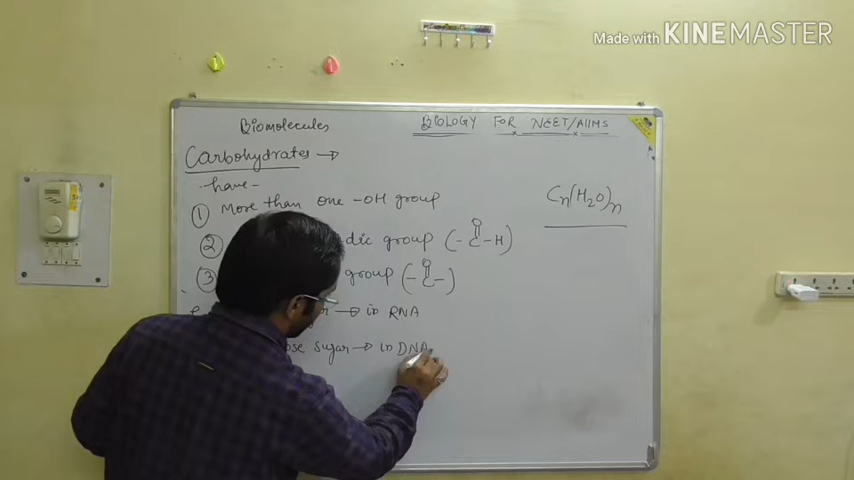 Made with KINEMASTER
Biomolecules
BIOLOGY FOR NEET/AIIMS
Carbohydrates →
have -
① More than one -OH group
Cn(H2O)n
② dic group (-C-H)
O
③ group (-C-)
O
→ in RNA
ose sugar → in DNA